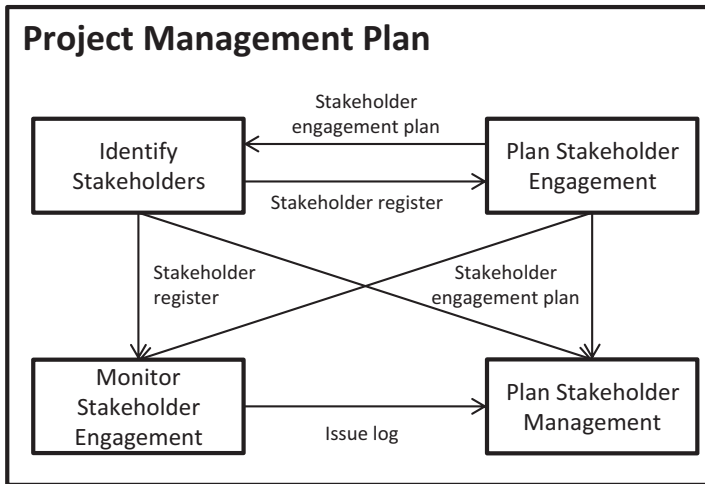 Project Management Plan
Stakeholder
engagement plan
Identify
Stakeholders
Plan Stakeholder
Engagement
Stakeholder register
Stakeholder
register
Stakeholder
engagement plan
Monitor
Stakeholder
Engagement
Plan Stakeholder
Management
Issue log